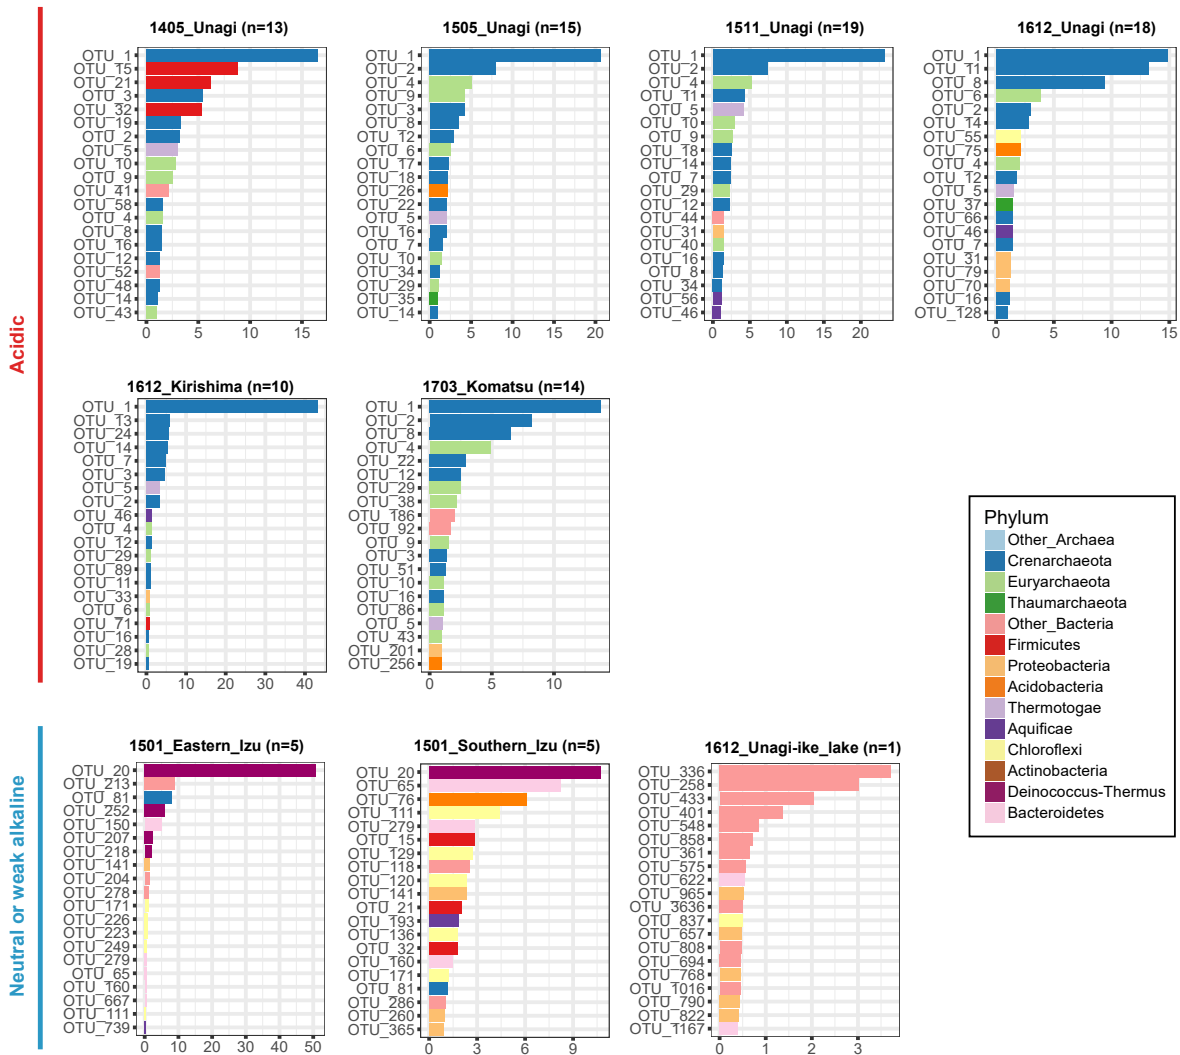 Acidic
1405_Unagi (n=13)
OTU_1
OTU_15
OTU_21
OTU_3
OTU_32
OTU_19
OTU_2
OTU_5
OTU_10
OTU_9
OTU_41
OTU_58
OTU_4
OTU_8
OTU_16
OTU_12
OTU_52
OTU_48
OTU_14
OTU_43
0 5 10 15
1505_Unagi (n=15)
OTU_1
OTU_2
OTU_4
OTU_9
OTU_3
OTU_8
OTU_12
OTU_6
OTU_17
OTU_18
OTU_26
OTU_22
OTU_5
OTU_16
OTU_7
OTU_10
OTU_34
OTU_29
OTU_35
OTU_14
0 5 10 15 20
1511_Unagi (n=19)
OTU_1
OTU_2
OTU_4
OTU_11
OTU_5
OTU_10
OTU_9
OTU_18
OTU_14
OTU_7
OTU_29
OTU_12
OTU_44
OTU_31
OTU_40
OTU_16
OTU_8
OTU_34
OTU_56
OTU_46
0 5 10 15 20
1612_Unagi (n=18)
OTU_1
OTU_11
OTU_8
OTU_6
OTU_2
OTU_14
OTU_55
OTU_75
OTU_4
OTU_12
OTU_5
OTU_37
OTU_66
OTU_46
OTU_7
OTU_31
OTU_79
OTU_70
OTU_16
OTU_128
0 5 10 15
1612_Kirishima (n=10)
OTU_1
OTU_13
OTU_24
OTU_14
OTU_7
OTU_3
OTU_5
OTU_2
OTU_46
OTU_4
OTU_12
OTU_29
OTU_89
OTU_11
OTU_33
OTU_6
OTU_71
OTU_16
OTU_28
OTU_19
0 10 20 30 40
1703_Komatsu (n=14)
OTU_1
OTU_2
OTU_8
OTU_4
OTU_22
OTU_12
OTU_29
OTU_38
OTU_186
OTU_92
OTU_9
OTU_3
OTU_51
OTU_10
OTU_16
OTU_86
OTU_5
OTU_43
OTU_201
OTU_256
0 5 10
Phylum
Other_Archaea
Crenarchaeota
Euryarchaeota
Thaumarchaeota
Other_Bacteria
Firmicutes
Proteobacteria
Acidobacteria
Thermotogae
Aquificae
Chloroflexi
Actinobacteria
Deinococcus-Thermus
Bacteroidetes
Neutral or weak alkaline
1501_Eastern_Izu (n=5)
OTU_20
OTU_213
OTU_81
OTU_252
OTU_150
OTU_207
OTU_218
OTU_141
OTU_204
OTU_278
OTU_171
OTU_226
OTU_223
OTU_249
OTU_279
OTU_65
OTU_160
OTU_667
OTU_111
OTU_739
0 10 20 30 40 50
1501_Southern_Izu (n=5)
OTU_20
OTU_65
OTU_76
OTU_111
OTU_279
OTU_15
OTU_129
OTU_118
OTU_120
OTU_141
OTU_21
OTU_193
OTU_136
OTU_32
OTU_160
OTU_171
OTU_81
OTU_286
OTU_260
OTU_365
0 3 6 9
1612_Unagi-ike_lake (n=1)
OTU_336
OTU_258
OTU_433
OTU_401
OTU_548
OTU_858
OTU_361
OTU_575
OTU_622
OTU_965
OTU_3636
OTU_837
OTU_657
OTU_808
OTU_694
OTU_768
OTU_1016
OTU_790
OTU_822
OTU_1167
0 1 2 3